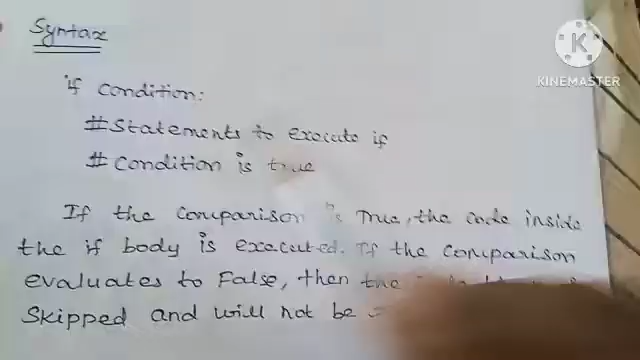 Syntax
if condition:
#Statements to execute if
# Condition is true
If the comparison is True, the code inside
the if body is executed. If the comparison
evaluates to False, then the
Skipped and will not be
KINEMASTER